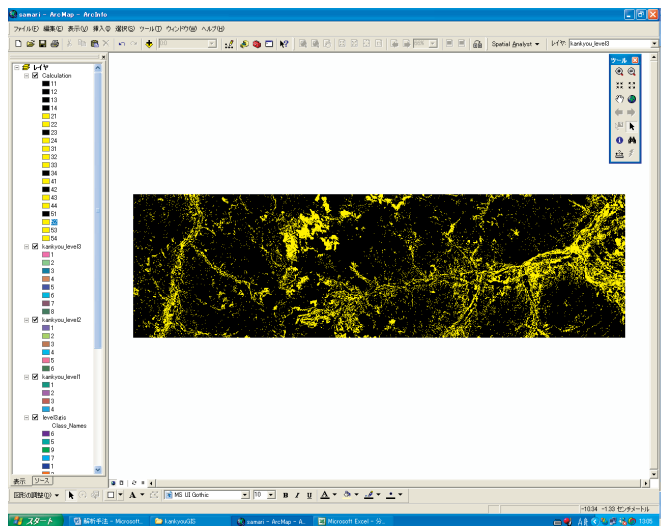 samari - ArcMap - ArcInfo
ファイル(F) 編集(E) 表示(V) 挿入(I) 選択(S) ツール(T) ウィンドウ(W) ヘルプ(H)
Spatial Analyst レイヤ: kankyou_level3
レイヤ
Calculation
11
12
13
14
21
22
23
24
31
32
33
34
41
42
43
44
51
52
53
54
kankyou_level3
1
2
3
4
5
6
7
8
kankyou_level2
1
2
3
4
5
6
kankyou_level1
1
2
3
4
level3gis
Class_Names
6
5
9
7
1
表示 ソース
ツール
図形の調整(D) A MS UI Gothic 10 B I U A
-10.34 -1.33 センチメートル
スタート 解析手法 - Microsoft... kankyouGIS samari - ArcMap - A... Microsoft Excel - 分... 13:05